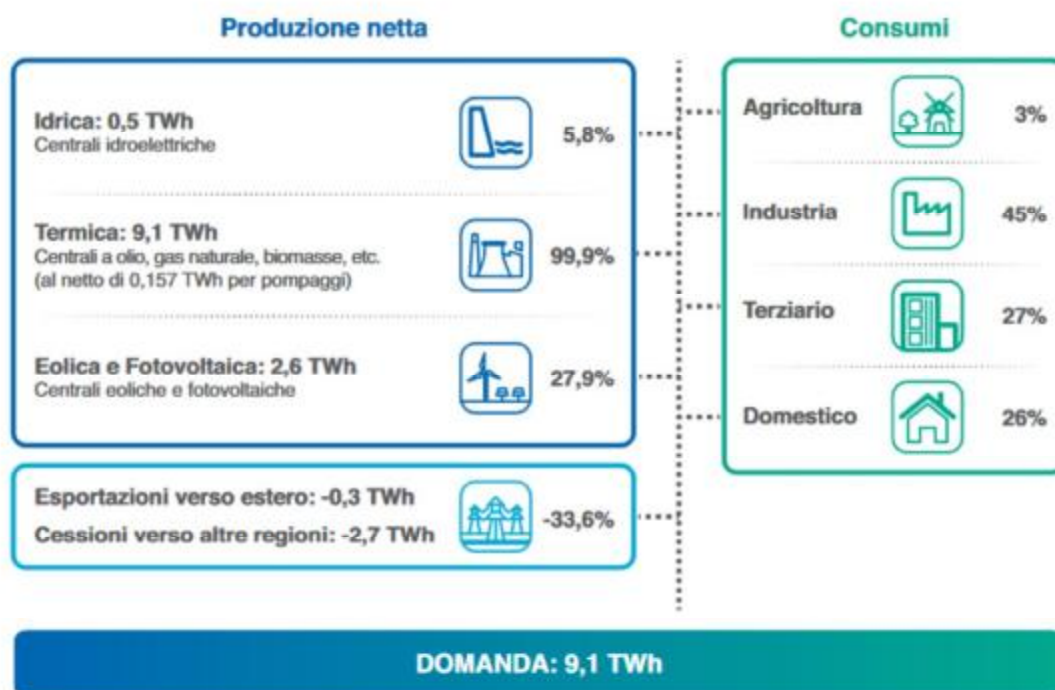 Produzione netta
Idrica: 0,5 TWh
Centrali idroelettriche
5,8%
Termica: 9,1 TWh
Centrali a olio, gas naturale, biomasse, etc.
(al netto di 0,157 TWh per pompaggi)
99,9%
Eolica e Fotovoltaica: 2,6 TWh
Centrali eoliche e fotovoltaiche
27,9%
Esportazioni verso estero: -0,3 TWh
Cessioni verso altre regioni: -2,7 TWh
-33,6%
Consumi
Agricoltura
3%
Industria
45%
Terziario
27%
Domestico
26%
DOMANDA: 9,1 TWh